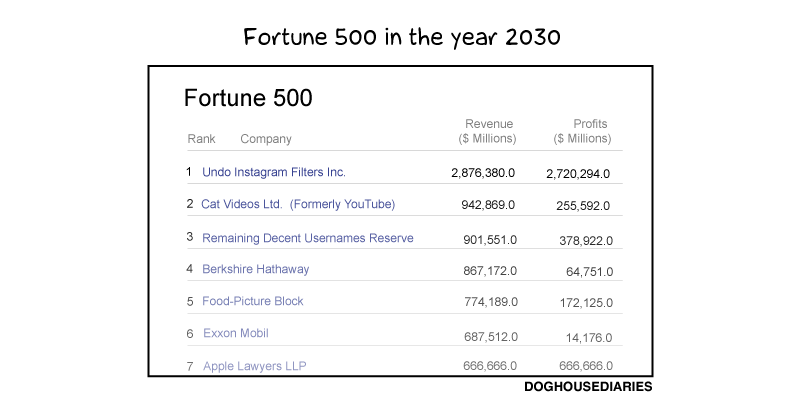 Fortune 500 in the year 2030
Fortune 500
Revenue Profits
Rank Company ($ Millions) ($ Millions)
1 Undo Instagram Filters Inc. 2,876,380.0 2,720,294.0
2 Cat Videos Ltd. (Formerly YouTube) 942,869.0 255,592.0
3 Remaining Decent Usernames Reserve 901,551.0 378,922.0
4 Berkshire Hathaway 867,172.0 64,751.0
5 Food-Picture Block 774,189.0 172,125.0
6 Exxon Mobil 687,512.0 14,176.0
7 Apple Lawyers LLP 666,666.0 666,666.0
DOGHOUSEDIARIES